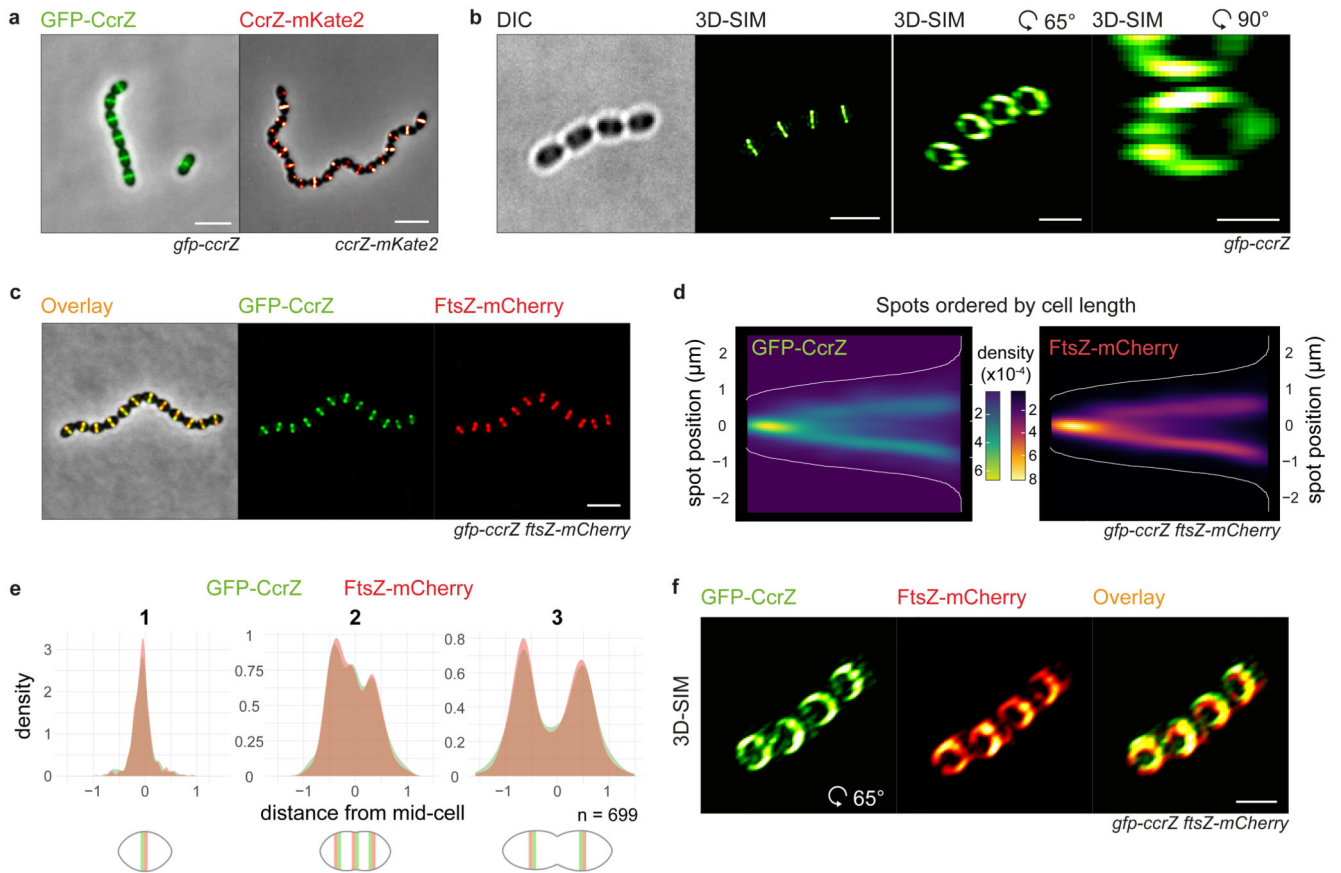 a GFP-CcrZ CcrZ-mKate2
gfp-ccrZ ccrZ-mKate2
b DIC 3D-SIM 3D-SIM 65° 3D-SIM 90°
gfp-ccrZ
c Overlay GFP-CcrZ FtsZ-mCherry
gfp-ccrZ ftsZ-mCherry
d Spots ordered by cell length
GFP-CcrZ density FtsZ-mCherry
(x10⁻⁴)
spot position (µm)
2
1
0
−1
−2
2
4
6
2
4
6
8
2
1
0
−1
−2
spot position (µm)
gfp-ccrZ ftsZ-mCherry
e GFP-CcrZ FtsZ-mCherry
1 2 3
density
3
2
1
0
−1 0 1
1
0.75
0.5
0.25
0
−1 0 1
0.8
0.6
0.4
0.2
0
−1 0 1
distance from mid-cell n = 699
f GFP-CcrZ FtsZ-mCherry Overlay
3D-SIM
65°
gfp-ccrZ ftsZ-mCherry